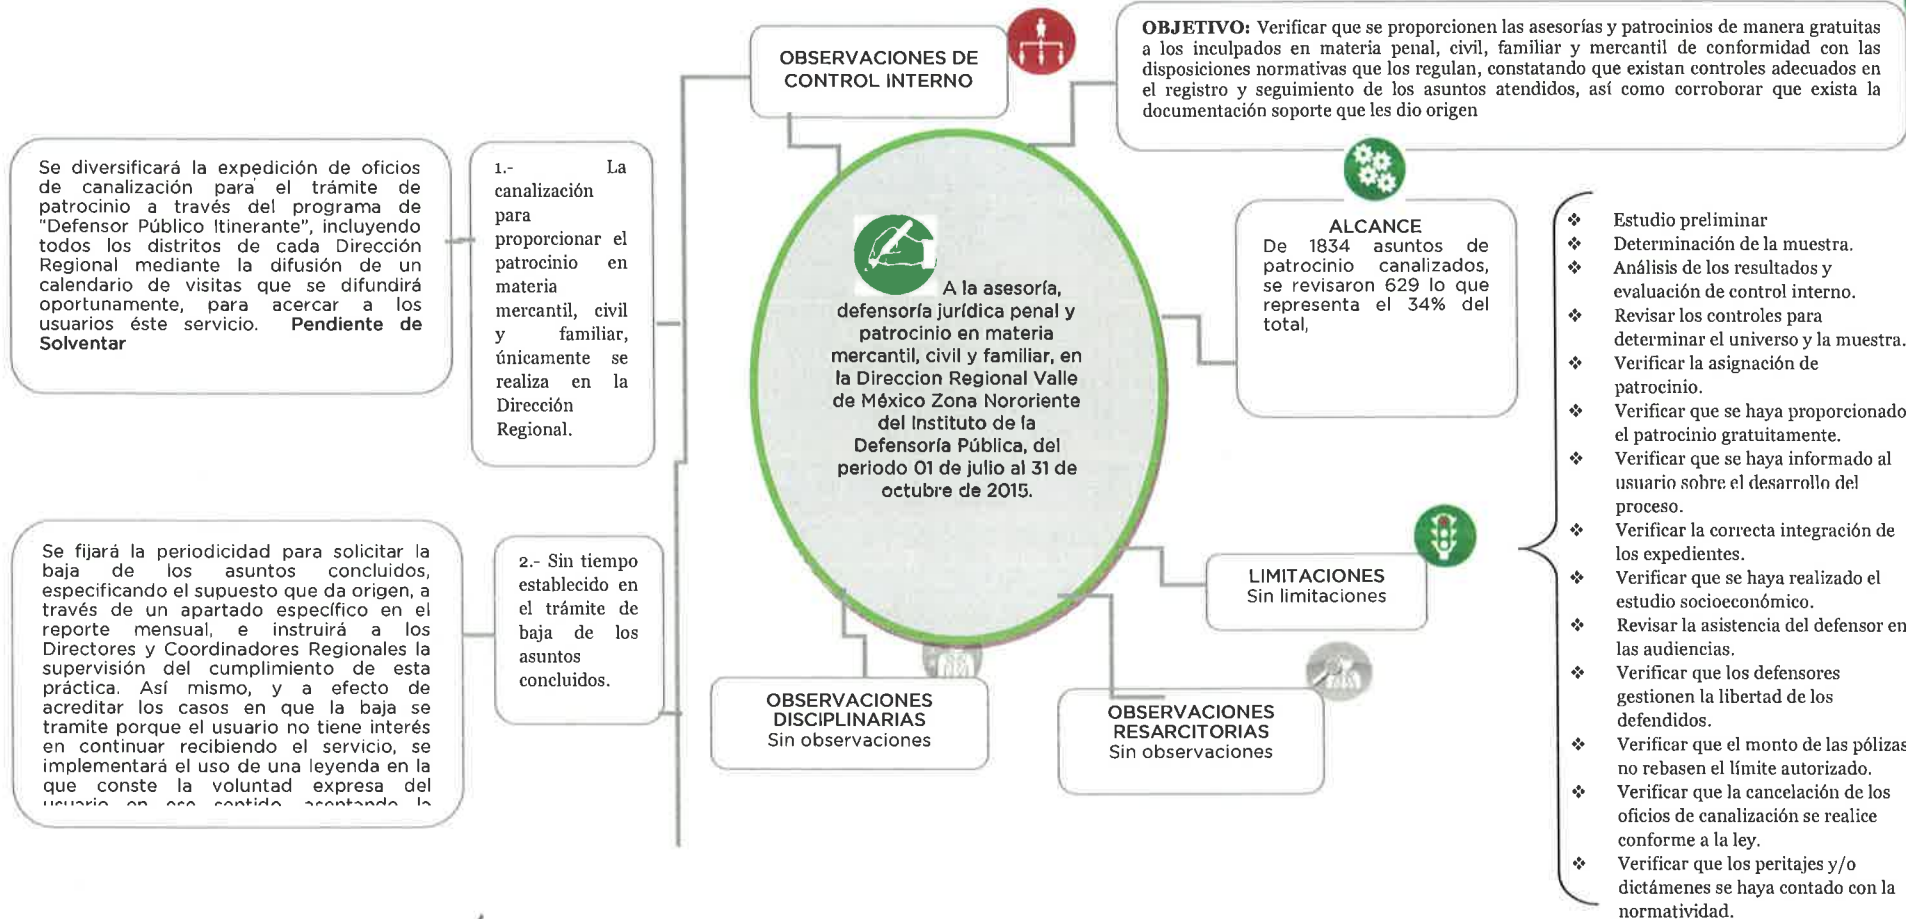 OBSERVACIONES DE
CONTROL INTERNO
OBJETIVO: Verificar que se proporcionen las asesorías y patrocinios de manera gratuitas
a los inculpados en materia penal, civil, familiar y mercantil de conformidad con las
disposiciones normativas que los regulan, constatando que existan controles adecuados en
el registro y seguimiento de los asuntos atendidos, así como corroborar que exista la
documentación soporte que les dio origen
Se diversificará la expedición de oficios
de canalización para el trámite de
patrocinio a través del programa de
"Defensor Público Itinerante", incluyendo
todos los distritos de cada Dirección
Regional mediante la difusión de un
calendario de visitas que se difundirá
oportunamente, para acercar a los
usuarios éste servicio. Pendiente de
Solventar
1.- La
canalización
para
proporcionar el
patrocinio en
materia
mercantil, civil
y familiar,
únicamente se
realiza en la
Dirección
Regional.
A la asesoría,
defensoría jurídica penal y
patrocinio en materia
mercantil, civil y familiar, en
la Direccion Regional Valle
de México Zona Nororiente
del Instituto de la
Defensoría Pública, del
periodo 01 de julio al 31 de
octubre de 2015.
ALCANCE
De 1834 asuntos de
patrocinio canalizados,
se revisaron 629 lo que
representa el 34% del
total,
❖ Estudio preliminar
❖ Determinación de la muestra.
❖ Análisis de los resultados y
evaluación de control interno.
❖ Revisar los controles para
determinar el universo y la muestra.
❖ Verificar la asignación de
patrocinio.
❖ Verificar que se haya proporcionado
el patrocinio gratuitamente.
❖ Verificar que se haya informado al
usuario sobre el desarrollo del
proceso.
❖ Verificar la correcta integración de
los expedientes.
❖ Verificar que se haya realizado el
estudio socioeconómico.
❖ Revisar la asistencia del defensor en
las audiencias.
❖ Verificar que los defensores
gestionen la libertad de los
defendidos.
❖ Verificar que el monto de las pólizas
no rebasen el límite autorizado.
❖ Verificar que la cancelación de los
oficios de canalización se realice
conforme a la ley.
❖ Verificar que los peritajes y/o
dictámenes se haya contado con la
normatividad.
Se fijará la periodicidad para solicitar la
baja de los asuntos concluidos,
especificando el supuesto que da origen, a
través de un apartado específico en el
reporte mensual, e instruirá a los
Directores y Coordinadores Regionales la
supervisión del cumplimiento de esta
práctica. Así mismo, y a efecto de
acreditar los casos en que la baja se
tramite porque el usuario no tiene interés
en continuar recibiendo el servicio, se
implementará el uso de una leyenda en la
que conste la voluntad expresa del
usuario en ese sentido, asentando la
2.- Sin tiempo
establecido en
el trámite de
baja de los
asuntos
concluidos.
LIMITACIONES
Sin limitaciones
OBSERVACIONES
DISCIPLINARIAS
Sin observaciones
OBSERVACIONES
RESARCITORIAS
Sin observaciones